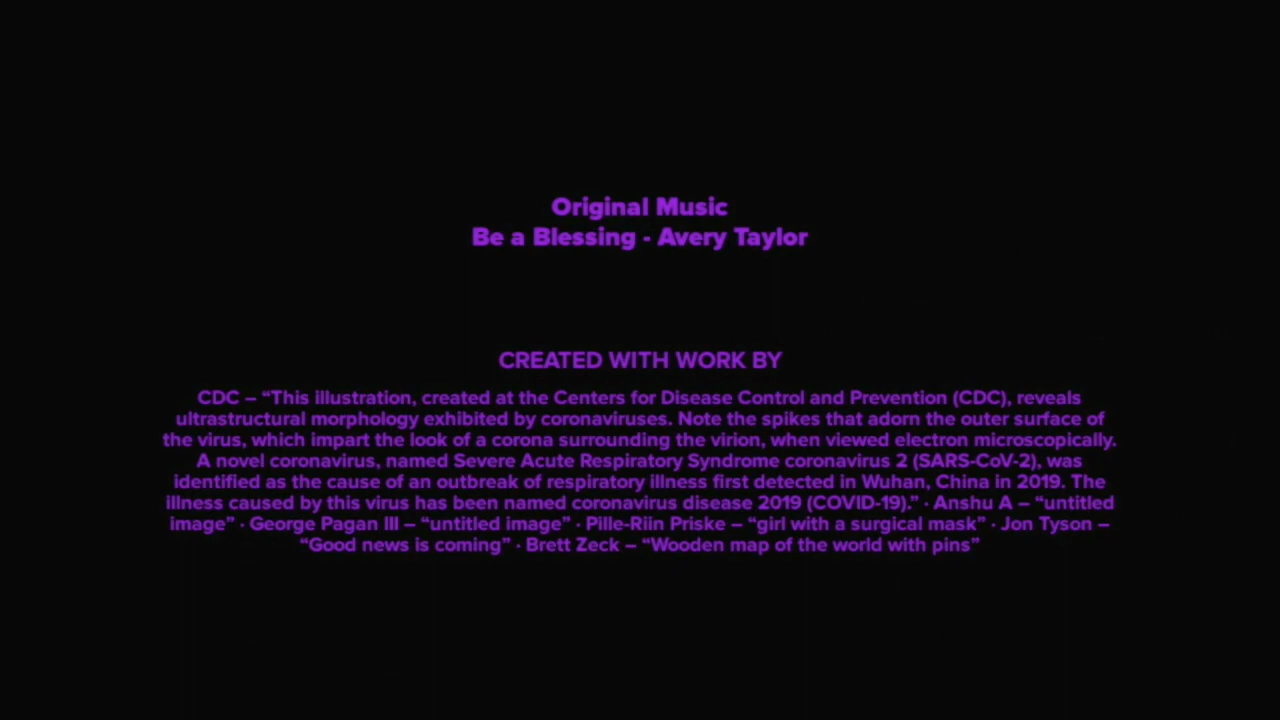 Original Music
Be a Blessing - Avery Taylor
CREATED WITH WORK BY
CDC – “This illustration, created at the Centers for Disease Control and Prevention (CDC), reveals
ultrastructural morphology exhibited by coronaviruses. Note the spikes that adorn the outer surface of
the virus, which impart the look of a corona surrounding the virion, when viewed electron microscopically.
A novel coronavirus, named Severe Acute Respiratory Syndrome coronavirus 2 (SARS-CoV-2), was
identified as the cause of an outbreak of respiratory illness first detected in Wuhan, China in 2019. The
illness caused by this virus has been named coronavirus disease 2019 (COVID-19).” · Anshu A – “untitled
image” · George Pagan III – “untitled image” · Pille-Riin Priske – “girl with a surgical mask” · Jon Tyson –
“Good news is coming” · Brett Zeck – “Wooden map of the world with pins”